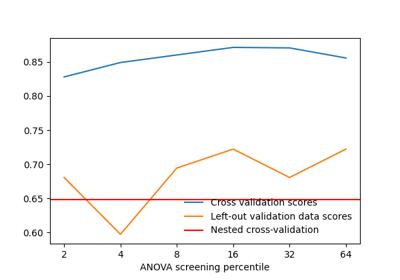 0.85
0.80
0.75
0.70
0.65
0.60
Cross validation scores
Left-out validation data scores
Nested cross-validation
2 4 8 16 32 64
ANOVA screening percentile